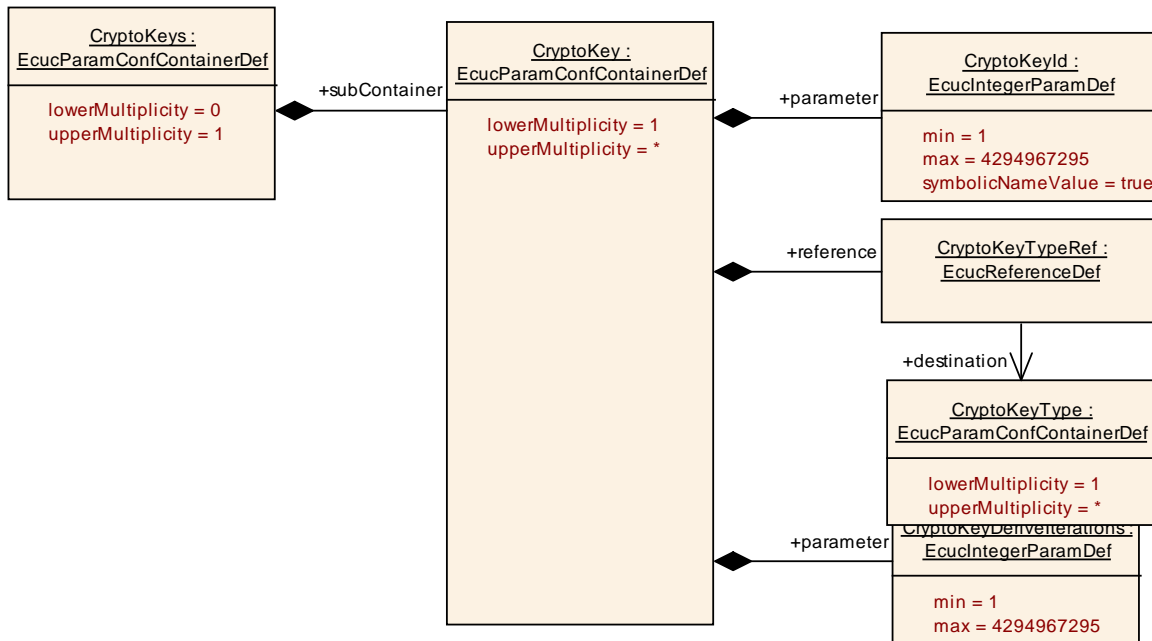 CryptoKeys :
EcucParamConfContainerDef
lowerMultiplicity = 0
upperMultiplicity = 1
+subContainer
CryptoKey :
EcucParamConfContainerDef
lowerMultiplicity = 1
upperMultiplicity = *
+parameter
CryptoKeyId :
EcucIntegerParamDef
min = 1
max = 4294967295
symbolicNameValue = true
+reference
CryptoKeyTypeRef :
EcucReferenceDef
+destination
CryptoKeyType :
EcucParamConfContainerDef
lowerMultiplicity = 1
upperMultiplicity = *
+parameter
CryptoKeyDeriveIterations :
EcucIntegerParamDef
min = 1
max = 4294967295